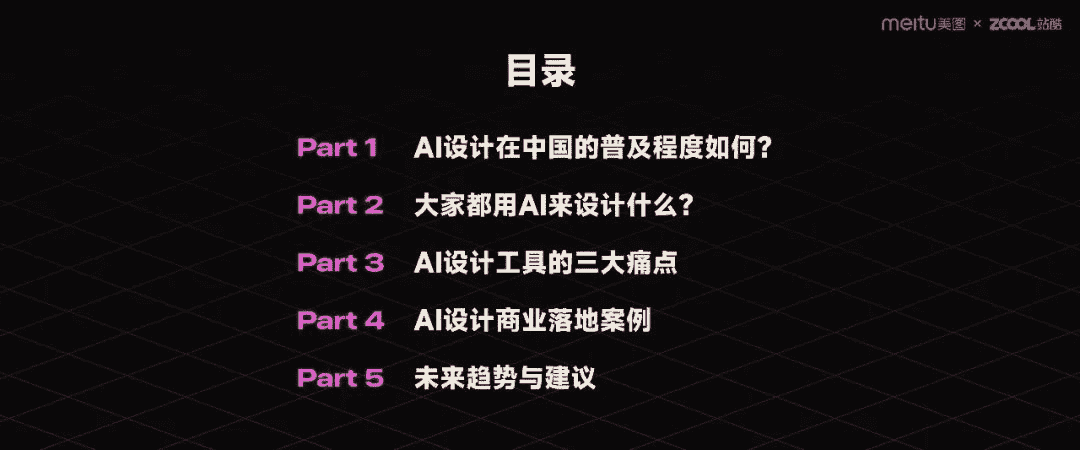 meitu美图 × ZCOOL站酷
目录
Part 1 AI设计在中国的普及程度如何?
Part 2 大家都用AI来设计什么?
Part 3 AI设计工具的三大痛点
Part 4 AI设计商业落地案例
Part 5 未来趋势与建议